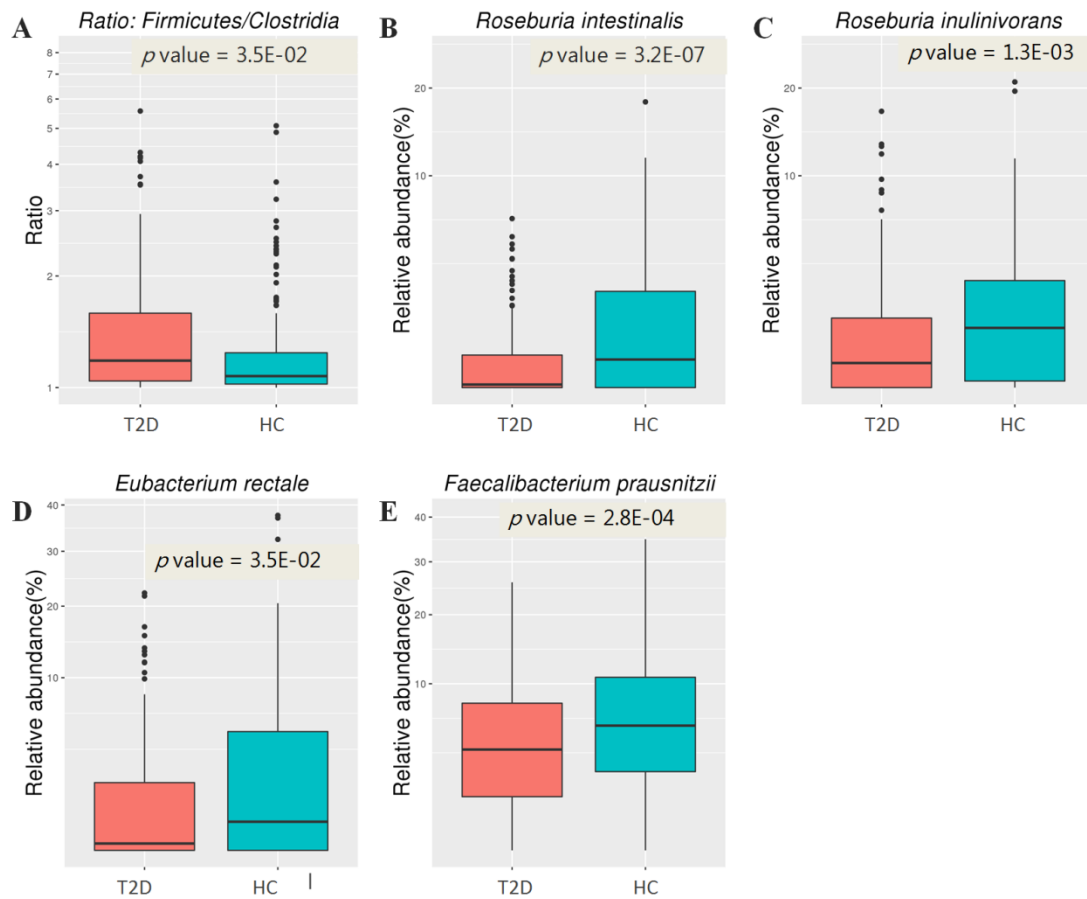 A
Ratio: Firmicutes/Clostridia
p value = 3.5E-02
8
7
6
5
4
3
2
1
Ratio
T2D
HC
B
Roseburia intestinalis
p value = 3.2E-07
20
10
Relative abundance(%)
T2D
HC
C
Roseburia inulinivorans
p value = 1.3E-03
20
10
Relative abundance(%)
T2D
HC
D
Eubacterium rectale
p value = 3.5E-02
40
30
20
10
Relative abundance(%)
T2D
HC
E
Faecalibacterium prausnitzii
p value = 2.8E-04
40
30
20
10
Relative abundance(%)
T2D
HC